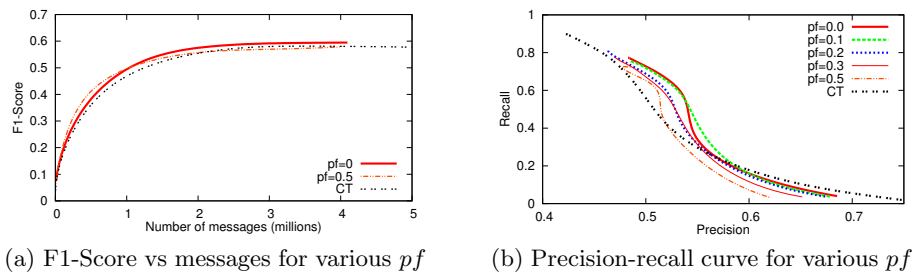 0.7
0.6
0.5
0.4
0.3
0.2
0.1
0
F1-Score
0 1 2 3 4 5
Number of messages (millions)
pf=0
pf=0.5
CT
(a) F1-Score vs messages for various pf
1
0.8
0.6
0.4
0.2
0
Recall
0.4 0.5 0.6 0.7
Precision
pf=0.0
pf=0.1
pf=0.2
pf=0.3
pf=0.5
CT
(b) Precision-recall curve for various pf